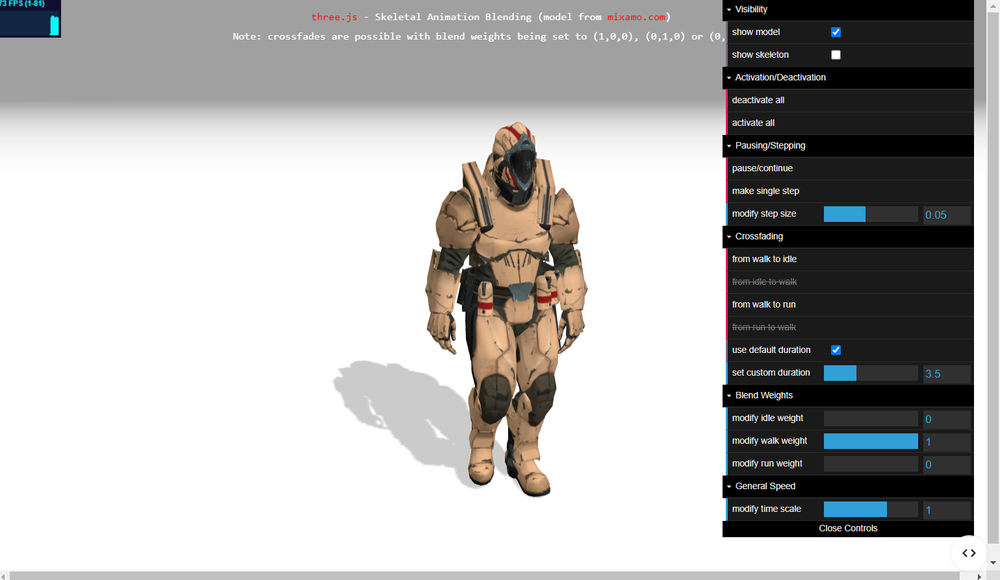 73 FPS (1-81)
three.js - Skeletal Animation Blending (model from mixamo.com)
Note: crossfades are possible with blend weights being set to (1,0,0), (0,1,0) or (0,
Visibility
show model
show skeleton
Activation/Deactivation
deactivate all
activate all
Pausing/Stepping
pause/continue
make single step
modify step size 0.05
Crossfading
from walk to idle
from idle to walk
from walk to run
from run to walk
use default duration
set custom duration 3.5
Blend Weights
modify idle weight 0
modify walk weight 1
modify run weight 0
General Speed
modify time scale 1
Close Controls